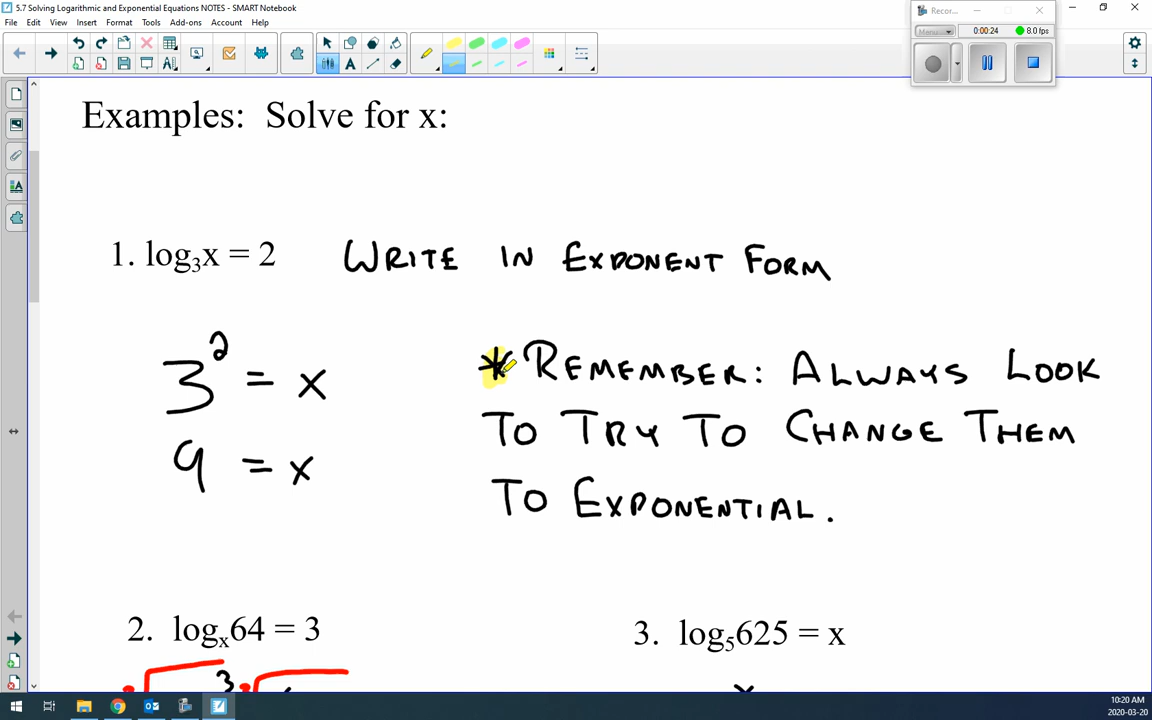 5.7 Solving Logarithmic and Exponential Equations NOTES - SMART Notebook
File Edit View Insert Format Tools Add-ons Account Help
Recor...
Manu
0:00:24
8.0 fps
Examples: Solve for x:
1. log₃x = 2 WRITE IN EXPONENT FORM
3² = x
9 = x
* REMEMBER: ALWAYS LOOK
TO TRY TO CHANGE THEM
TO EXPONENTIAL.
2. logₓ64 = 3
3. log₅625 = x
3
x
10:20 AM
2020-03-20